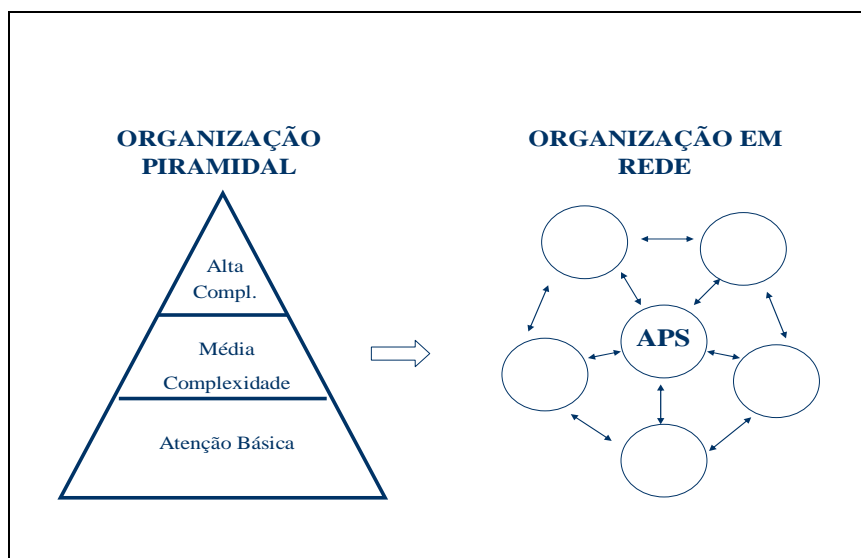 ORGANIZAÇÃO
PIRAMIDAL
Alta
Compl.
Média
Complexidade
Atenção Básica
ORGANIZAÇÃO EM
REDE
APS